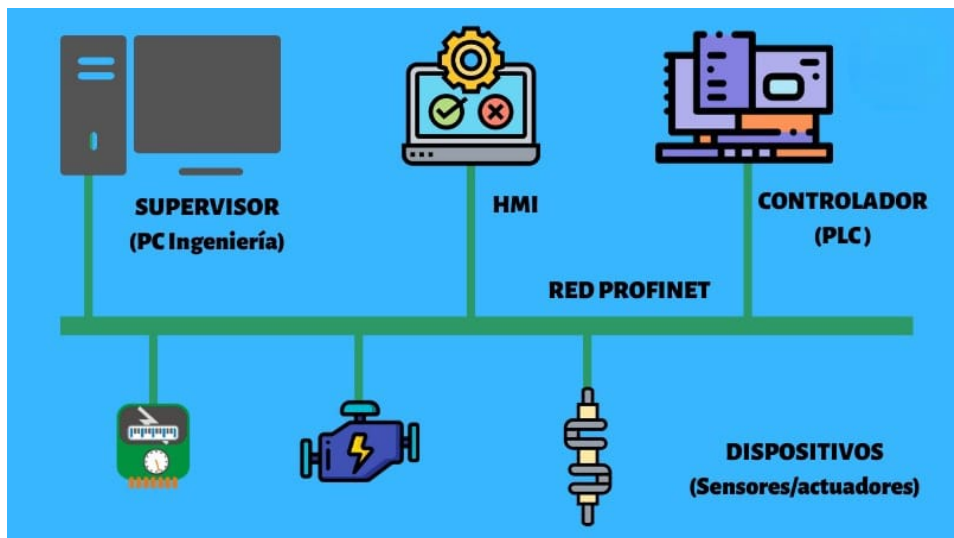 SUPERVISOR
(PC Ingeniería)
HMI
CONTROLADOR
(PLC)
RED PROFINET
DISPOSITIVOS
(Sensores/actuadores)